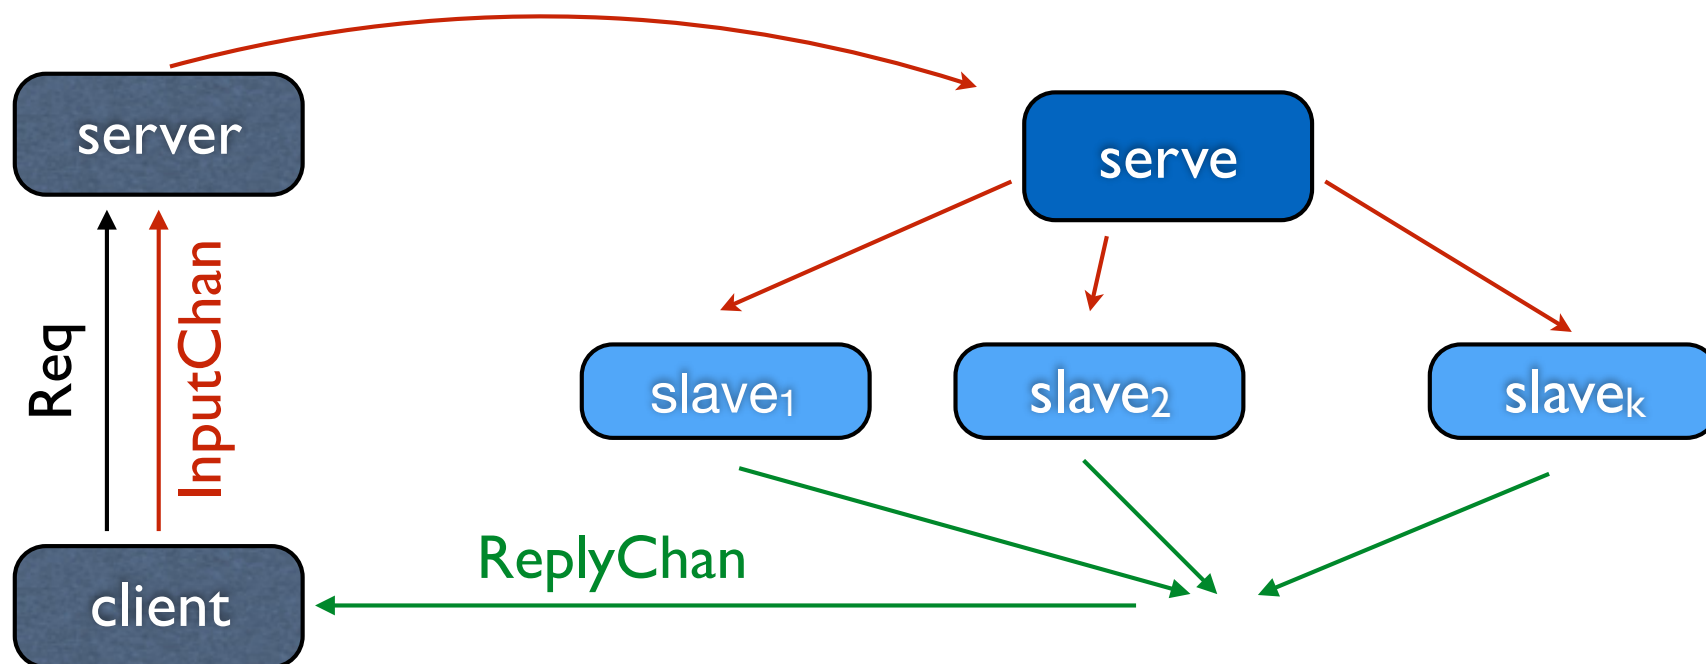 server
serve
Req
InputChan
slave₁
slave₂
slaveₖ
ReplyChan
client